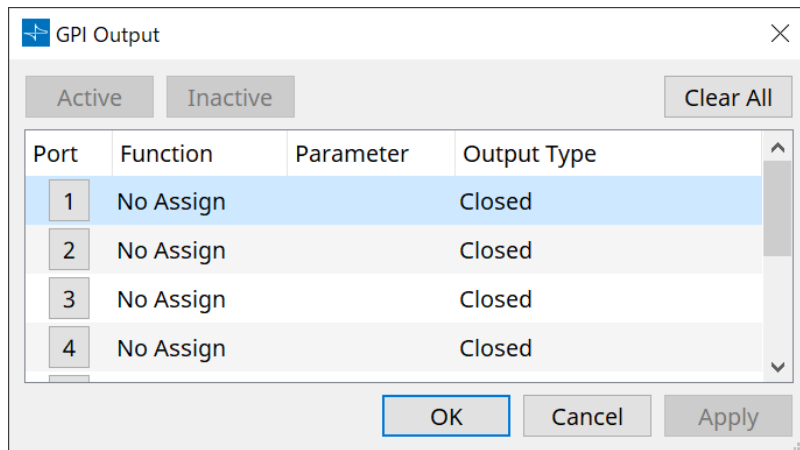 GPI Output
Active Inactive Clear All
Port Function Parameter Output Type
1 No Assign Closed
2 No Assign Closed
3 No Assign Closed
4 No Assign Closed
OK Cancel Apply